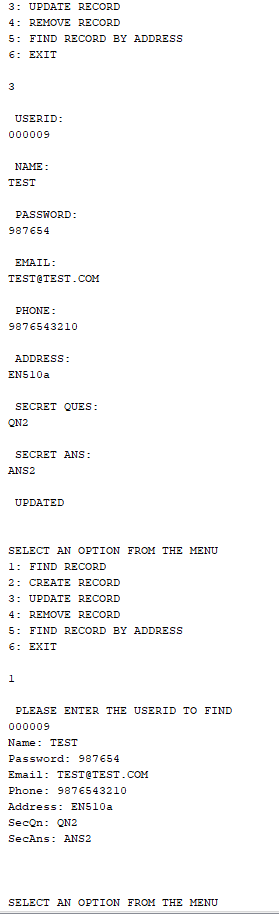 3: UPDATE RECORD
4: REMOVE RECORD
5: FIND RECORD BY ADDRESS
6: EXIT
3
USERID:
000009
NAME:
TEST
PASSWORD:
987654
EMAIL:
TEST@TEST.COM
PHONE:
9876543210
ADDRESS:
EN510a
SECRET QUES:
QN2
SECRET ANS:
ANS2
UPDATED
SELECT AN OPTION FROM THE MENU
1: FIND RECORD
2: CREATE RECORD
3: UPDATE RECORD
4: REMOVE RECORD
5: FIND RECORD BY ADDRESS
6: EXIT
1
PLEASE ENTER THE USERID TO FIND
000009
Name: TEST
Password: 987654
Email: TEST@TEST.COM
Phone: 9876543210
Address: EN510a
SecQn: QN2
SecAns: ANS2
SELECT AN OPTION FROM THE MENU